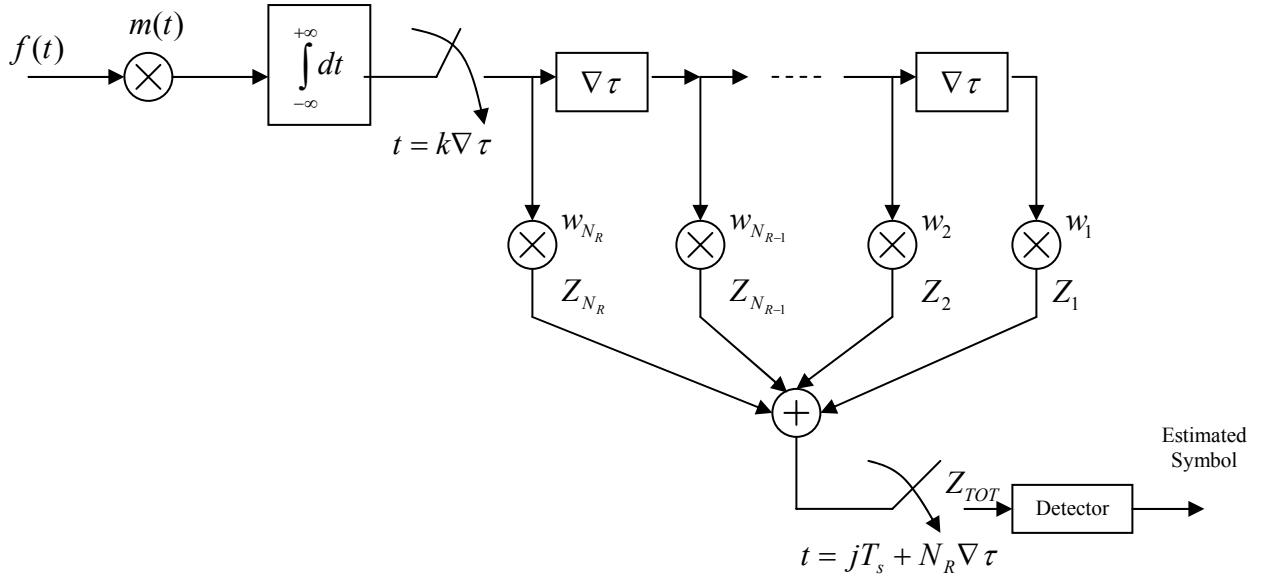 f(t)
m(t)
∫_{-∞}^{+∞} dt
t = k∇τ
∇τ
----
∇τ
w_{N_R}
w_{N_{R-1}}
w_2
w_1
Z_{N_R}
Z_{N_{R-1}}
Z_2
Z_1
Estimated
Symbol
Z_{TOT}
Detector
t = jT_s + N_R∇τ